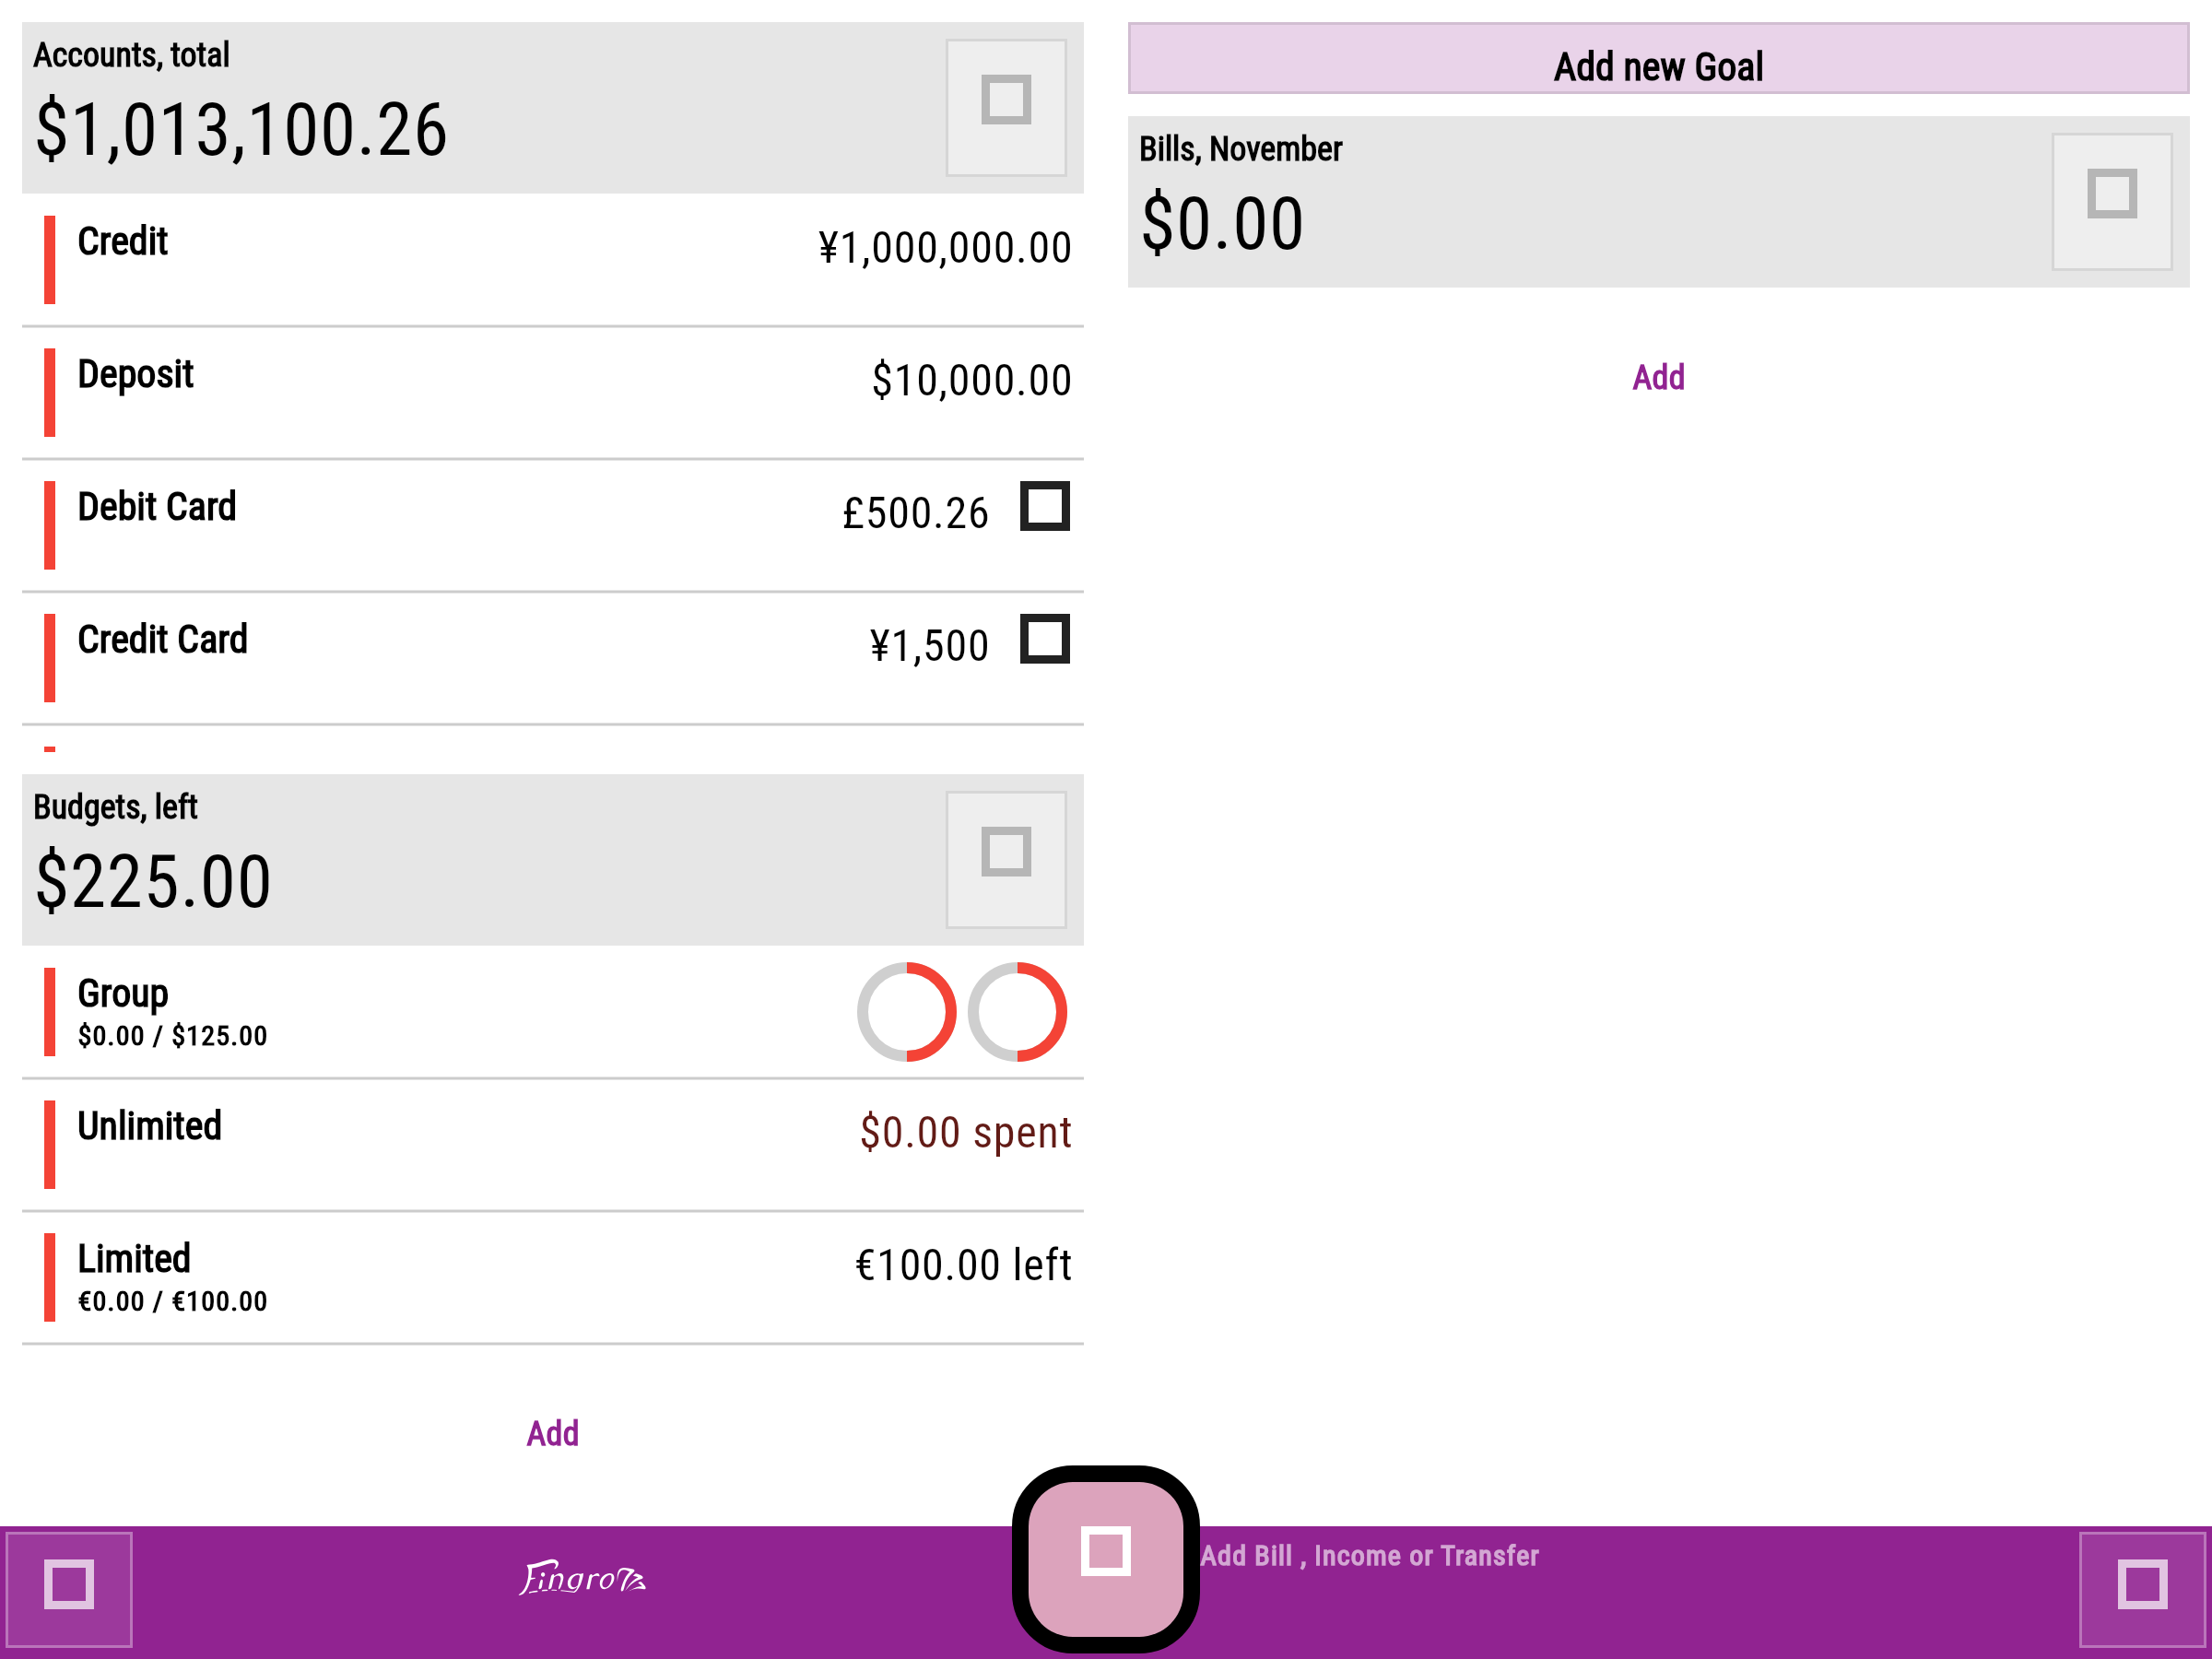 Accounts, total
$1,013,100.26
Credit
¥1,000,000.00
Deposit
$10,000.00
Debit Card
£500.26
Credit Card
¥1,500
Budgets, left
$225.00
Group
$0.00 / $125.00
Unlimited
$0.00 spent
Limited
€100.00 left
€0.00 / €100.00
Add
Add new Goal
Bills, November
$0.00
Add
Fingro
Add Bill , Income or Transfer